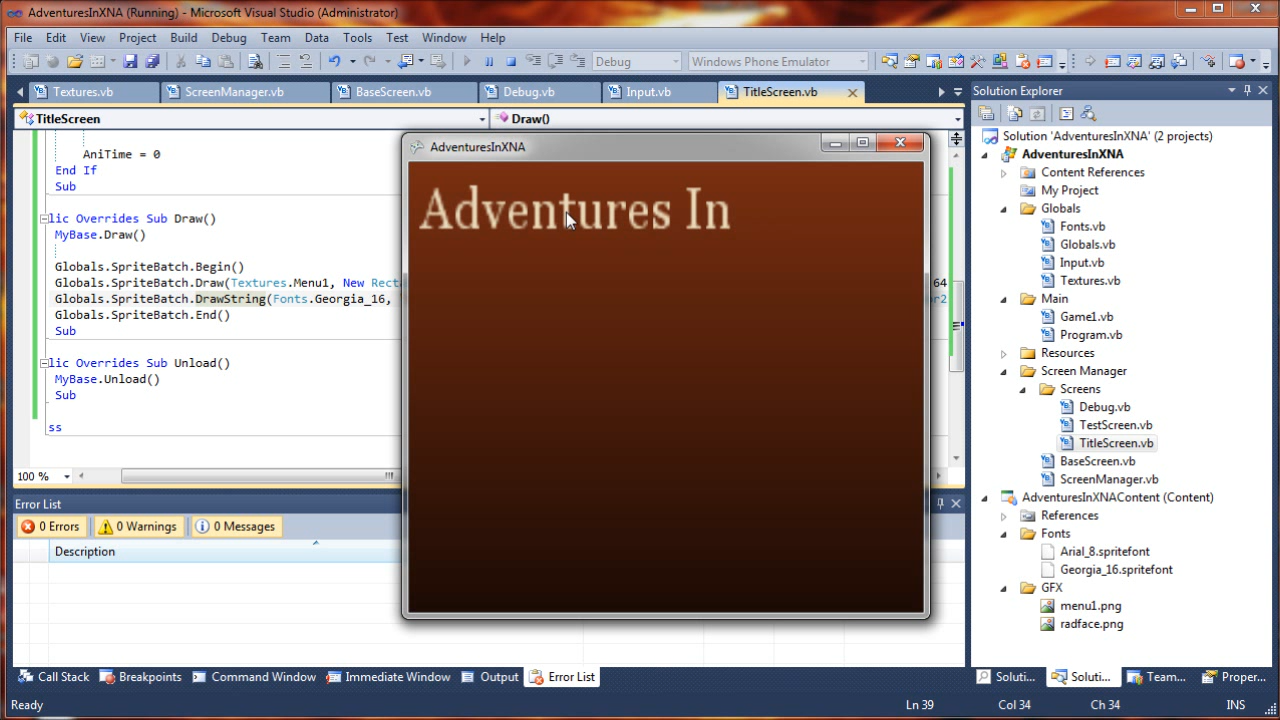 AdventuresInXNA (Running) - Microsoft Visual Studio (Administrator)
File Edit View Project Build Debug Team Data Tools Test Window Help
Debug Windows Phone Emulator
Textures.vb ScreenManager.vb BaseScreen.vb Debug.vb Input.vb TitleScreen.vb
TitleScreen Draw()
AniTime = 0
End If
Sub
lic Overrides Sub Draw()
MyBase.Draw()
Globals.SpriteBatch.Begin()
Globals.SpriteBatch.Draw(Textures.Menu1, New Rect 64
Globals.SpriteBatch.DrawString(Fonts.Georgia_16, or2
Globals.SpriteBatch.End()
Sub
lic Overrides Sub Unload()
MyBase.Unload()
Sub
ss
100 %
AdventuresInXNA
Adventures In
Error List
0 Errors 0 Warnings 0 Messages
Description
Call Stack Breakpoints Command Window Immediate Window Output Error List
Solution Explorer
Solution 'AdventuresInXNA' (2 projects)
AdventuresInXNA
Content References
My Project
Globals
Fonts.vb
Globals.vb
Input.vb
Textures.vb
Main
Game1.vb
Program.vb
Resources
Screen Manager
Screens
Debug.vb
TestScreen.vb
TitleScreen.vb
BaseScreen.vb
ScreenManager.vb
AdventuresInXNAContent (Content)
References
Fonts
Arial_8.spritefont
Georgia_16.spritefont
GFX
menu1.png
radface.png
Soluti... Soluti... Team... Proper...
Ready Ln 39 Col 34 Ch 34 INS